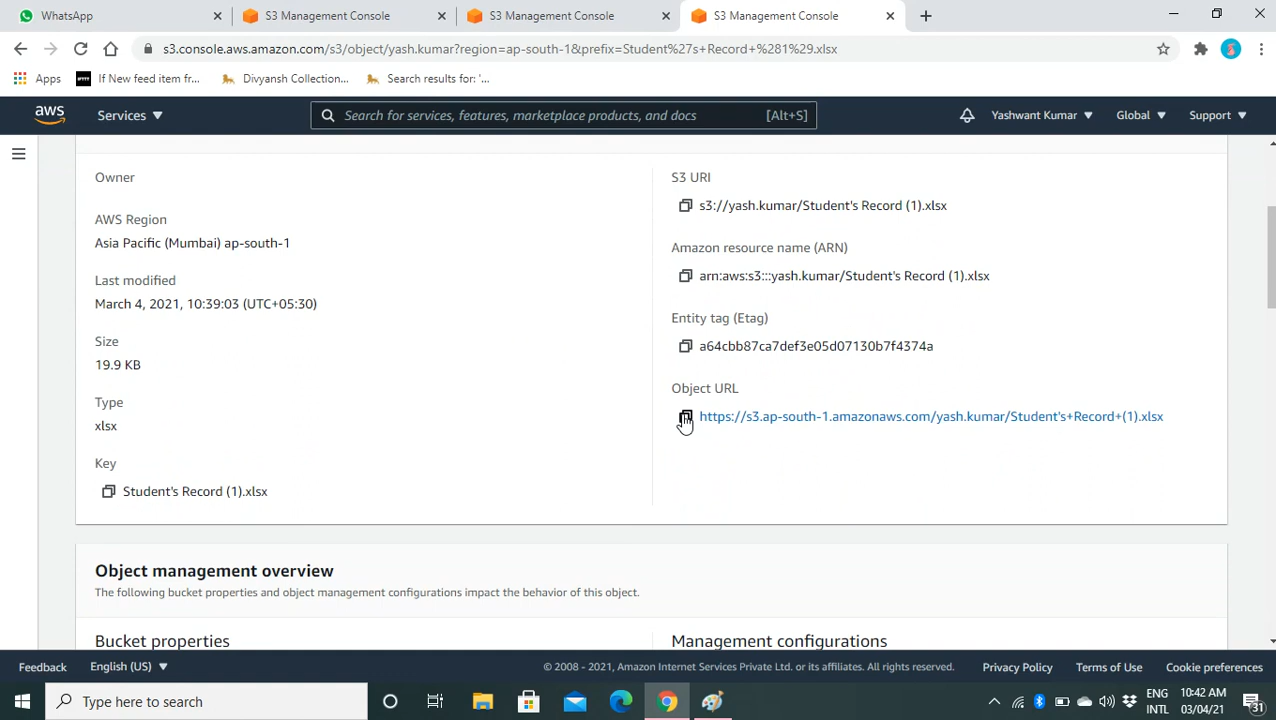 WhatsApp
S3 Management Console
S3 Management Console
S3 Management Console
s3.console.aws.amazon.com/s3/object/yash.kumar?region=ap-south-1&prefix=Student%27s+Record+%281%29.xlsx
Apps
If New feed item fr...
Divyansh Collection...
Search results for: '...
aws
Services
Search for services, features, marketplace products, and docs
[Alt+S]
Yashwant Kumar
Global
Support
Owner
AWS Region
Asia Pacific (Mumbai) ap-south-1
Last modified
March 4, 2021, 10:39:03 (UTC+05:30)
Size
19.9 KB
Type
xlsx
Key
Student's Record (1).xlsx
S3 URI
s3://yash.kumar/Student's Record (1).xlsx
Amazon resource name (ARN)
arn:aws:s3:::yash.kumar/Student's Record (1).xlsx
Entity tag (Etag)
a64cbb87ca7def3e05d07130b7f4374a
Object URL
https://s3.ap-south-1.amazonaws.com/yash.kumar/Student's+Record+(1).xlsx
Object management overview
The following bucket properties and object management configurations impact the behavior of this object.
Bucket properties
Management configurations
Feedback
English (US)
© 2008 - 2021, Amazon Internet Services Private Ltd. or its affiliates. All rights reserved.
Privacy Policy
Terms of Use
Cookie preferences
Type here to search
ENG
INTL
10:42 AM
03/04/21
31